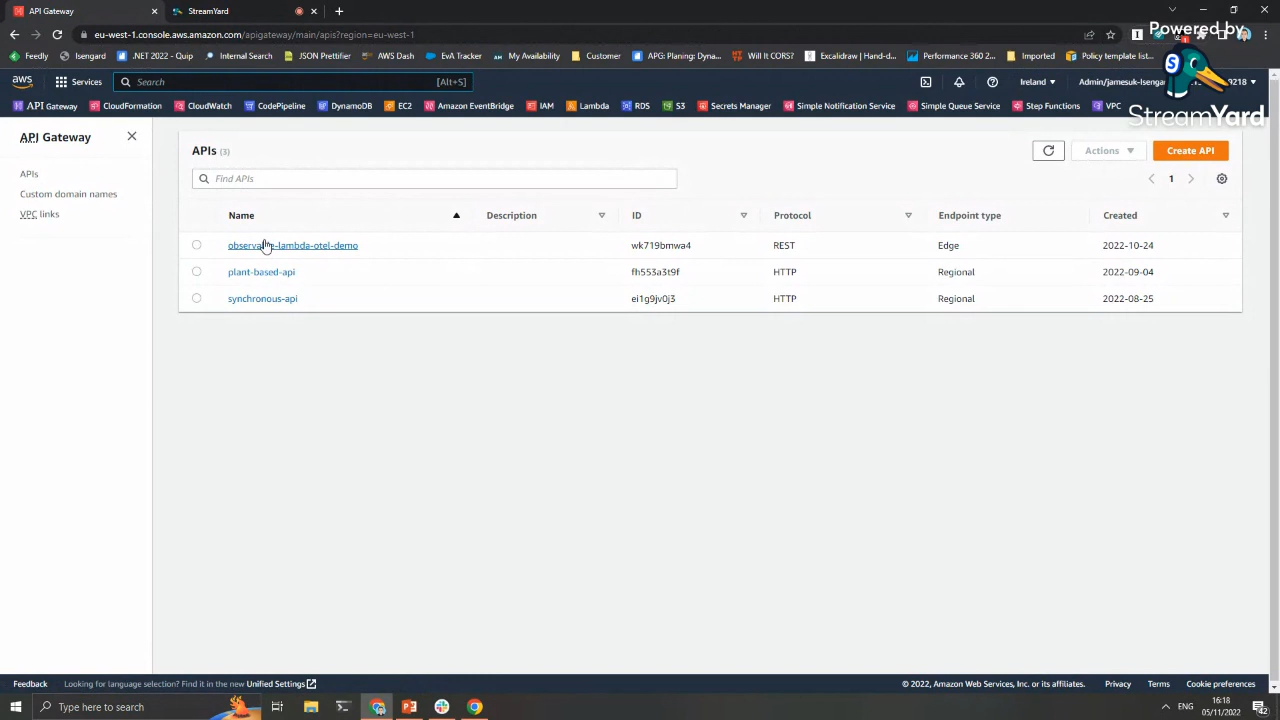 API Gateway
StreamYard
eu-west-1.console.aws.amazon.com/apigateway/main/apis?region=eu-west-1
Powered by
Feedly Isengard .NET 2022 - Quip Internal Search JSON Prettifier AWS Dash EvA Tracker My Availability Customer APG: Planing Dev... Will It CORS? Excalidraw | Hand-d... Performance 360 2... Imported Policy template list...
aws Services Search [Alt+S] Ireland
StreamYard
API Gateway CloudFormation CloudWatch CodePipeline DynamoDB EC2 Amazon EventBridge IAM Lambda RDS S3 Secrets Manager Simple Notification Service Simple Queue Service Step Functions VPC
API Gateway
APIs
Custom domain names
VPC links
APIs (3)
Actions Create API
Find APIs
1
Name Description ID Protocol Endpoint type Created
wk719bmwa4 REST Edge 2022-10-24
plant-based-api fh553a3t9f HTTP Regional 2022-09-04
synchronous-api ei1g9jv0j3 HTTP Regional 2022-08-25
Feedback Looking for language selection? Find it in the new Unified Settings © 2022, Amazon Web Services, Inc. or its affiliates. Privacy Terms Cookie preferences
Type here to search
ENG
16:18
05/11/2022
42